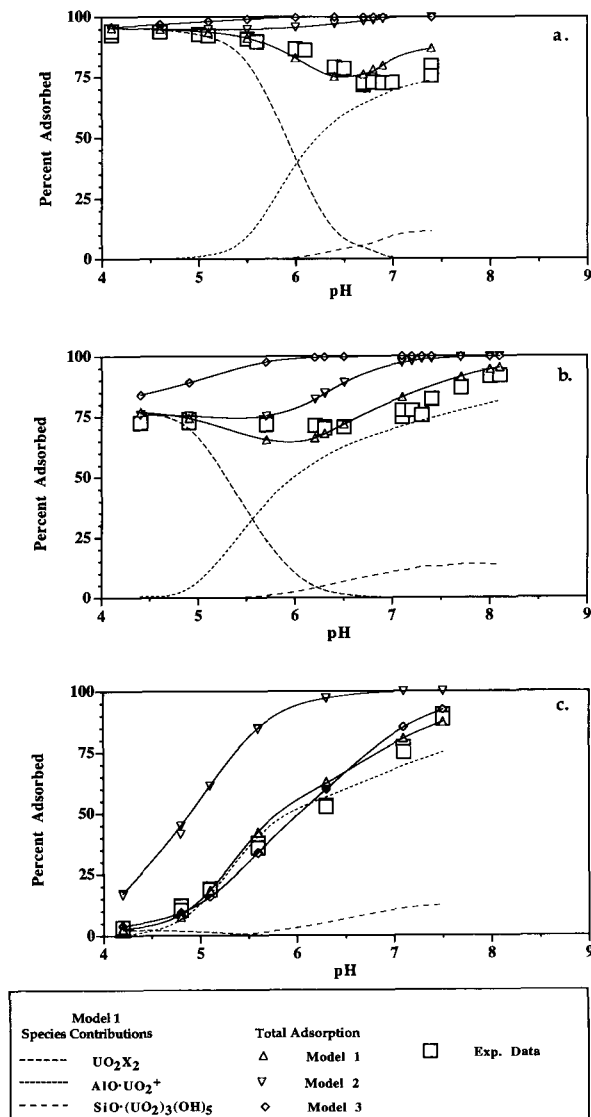 100
75
50
25
0
Percent Adsorbed
a.
4 5 6 7 8 9
pH
100
75
50
25
0
Percent Adsorbed
b.
4 5 6 7 8 9
pH
100
75
50
25
0
Percent Adsorbed
c.
4 5 6 7 8 9
pH
Model 1
Species Contributions Total Adsorption
UO2X2 Model 1 Exp. Data
AlO·UO2+ Model 2
SiO·(UO2)3(OH)5 Model 3